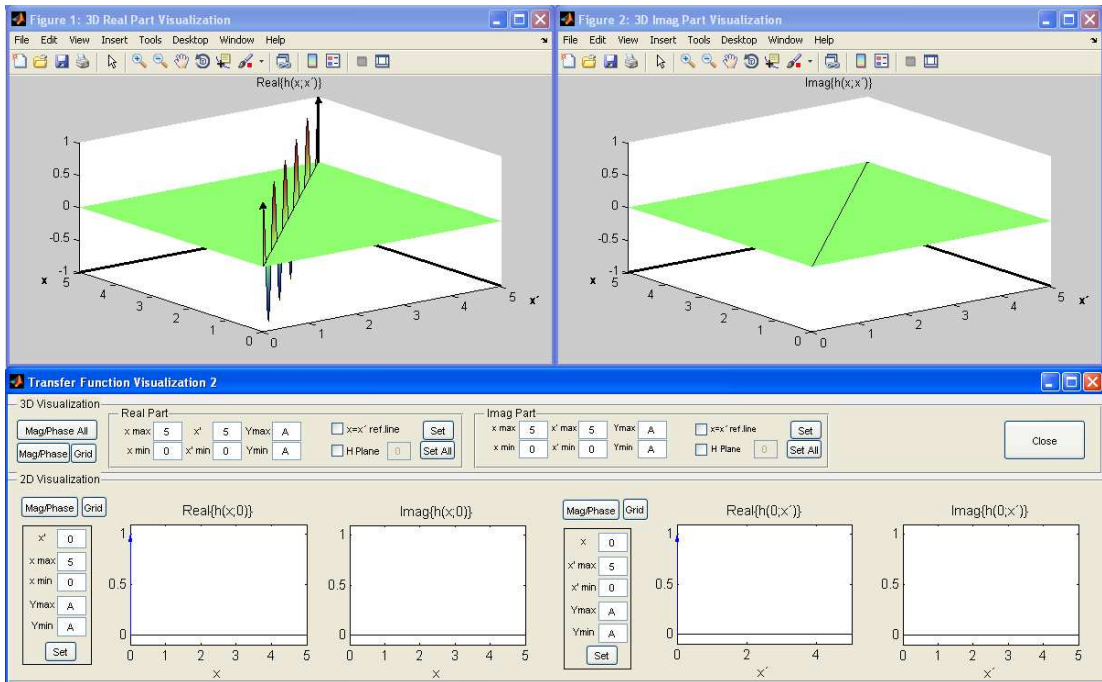 Figure 1: 3D Real Part Visualization
File Edit View Insert Tools Desktop Window Help
Real{h(x;x´)}
1
0.5
0
-0.5
-1
x
5
4
3
2
1
0
0
1
2
3
4
5
x´
Figure 2: 3D Imag Part Visualization
File Edit View Insert Tools Desktop Window Help
Imag{h(x;x´)}
1
0.5
0
-0.5
-1
x
5
4
3
2
1
0
0
1
2
3
4
5
x´
Transfer Function Visualization 2
3D Visualization
Mag/Phase All
Mag/Phase Grid
Real Part
x max 5 x' 5 Ymax A x=x´ ref.line Set
x min 0 x' min 0 Ymin A H Plane 0 Set All
Imag Part
x max 5 x' max 5 Ymax A x=x´ ref.line Set
x min 0 x' min 0 Ymin A H Plane 0 Set All
Close
2D Visualization
Mag/Phase Grid
x' 0
x max 5
x min 0
Ymax A
Ymin A
Set
Real{h(x;0)}
1
0.5
0
0 1 2 3 4 5
x
Imag{h(x;0)}
1
0.5
0
0 1 2 3 4 5
x
Mag/Phase Grid
x 0
x' max 5
x' min 0
Ymax A
Ymin A
Set
Real{h(0;x´)}
1
0.5
0
0 2 4
x´
Imag{h(0;x´)}
1
0.5
0
0 1 2 3 4 5
x´